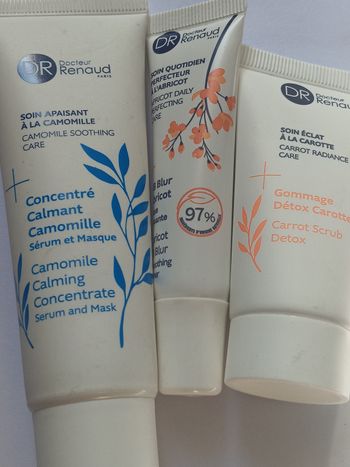 DR Docteur
Renaud
PARIS
SOIN APAISANT
À LA CAMOMILLE
CAMOMILE SOOTHING
CARE
Concentré
Calmant
Camomille
Sérum et Masque
Camomile
Calming
Concentrate
Serum and Mask
DR Docteur
Renaud
PARIS
SOIN QUOTIDIEN
PERFECTEUR
À L'ABRICOT
APRICOT DAILY
PERFECTING
CARE
Blur
97%
Blur
Soothing
DR Docteur
Renaud
SOIN ÉCLAT
À LA CAROTTE
CARROT RADIANCE
CARE
Gommage
Détox Carotte
Carrot Scrub
Detox